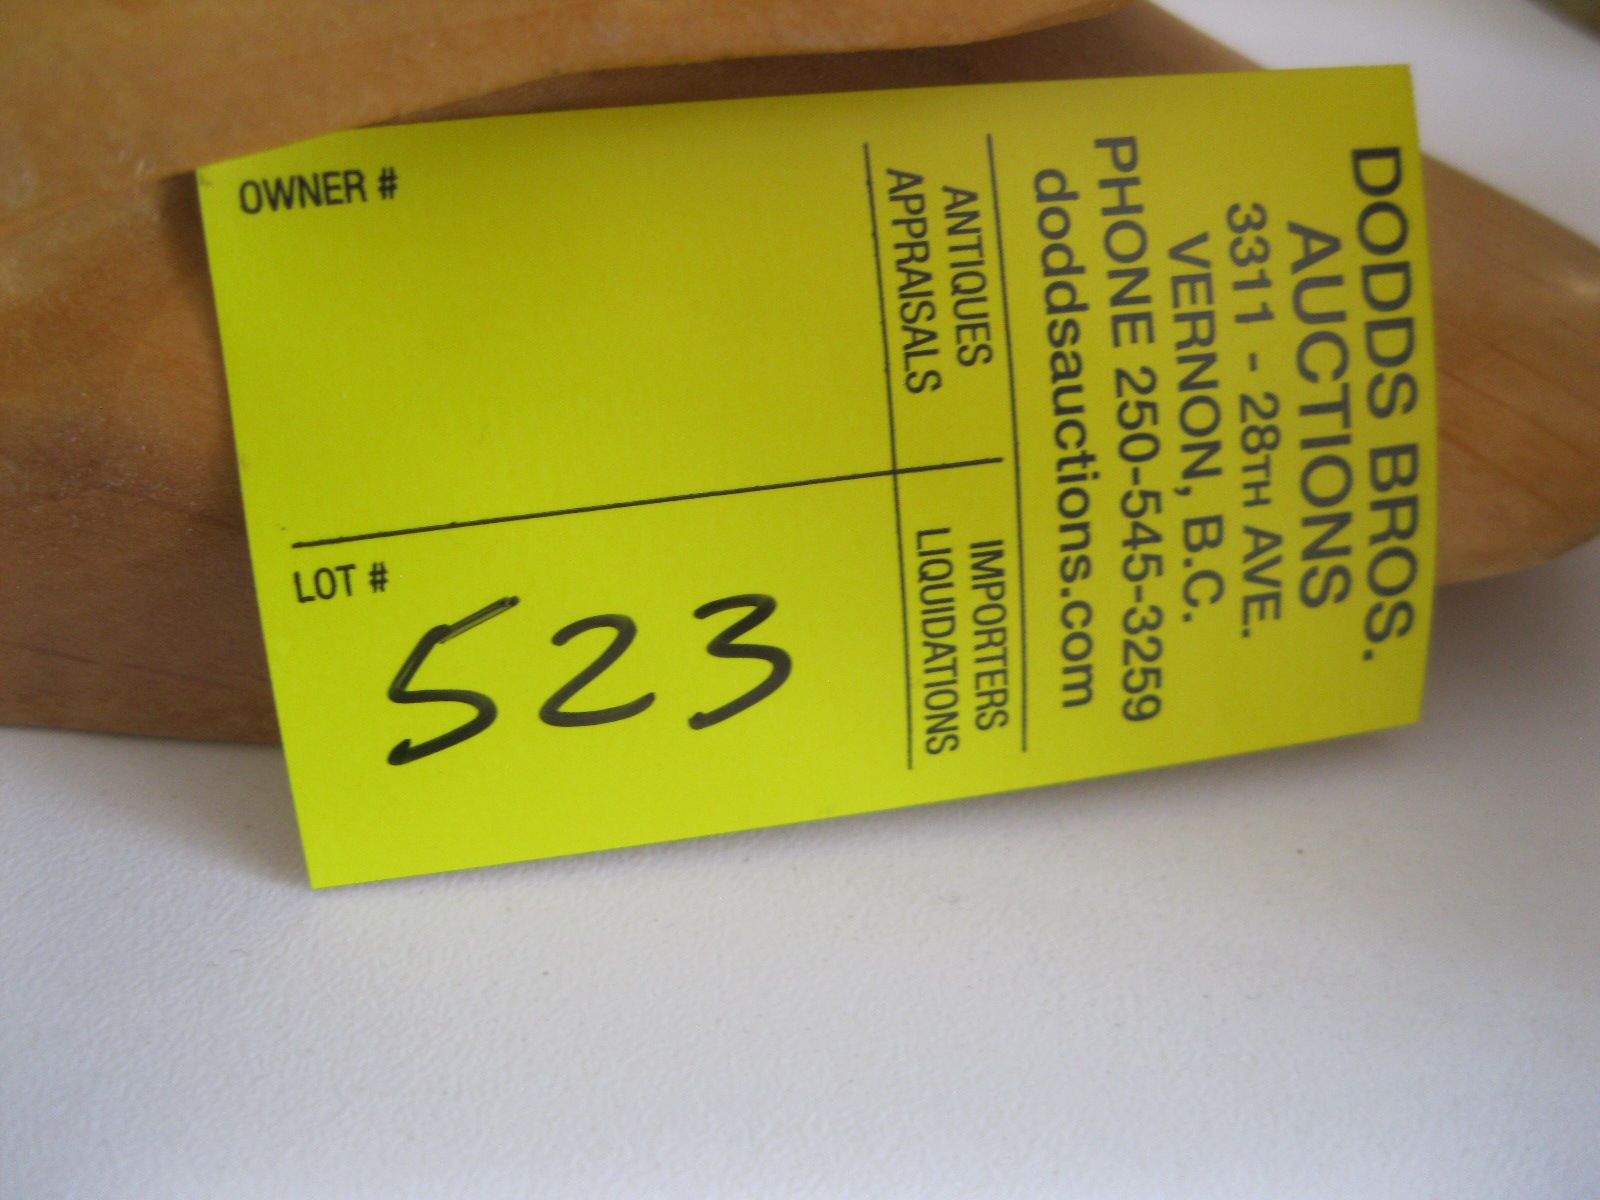 DODDS BROS.
AUCTIONS
3311 - 28TH AVE.
VERNON, B.C.
PHONE 250-545-3259
doddsauctions.com
ANTIQUES
APPRAISALS
IMPORTERS
LIQUIDATIONS
OWNER #
LOT #
523